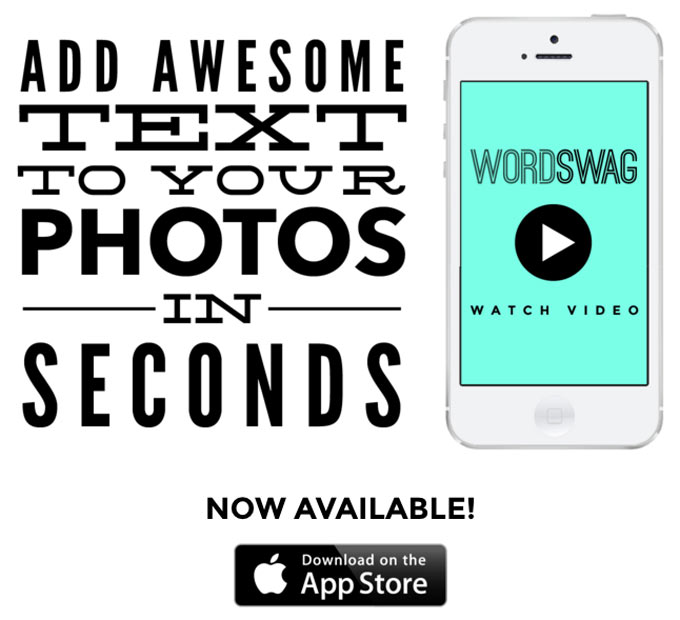 ADD AWESOME
TEXT
TO YOUR
PHOTOS
IN
SECONDS
WORDSWAG
WATCH VIDEO
NOW AVAILABLE!
Download on the
App Store